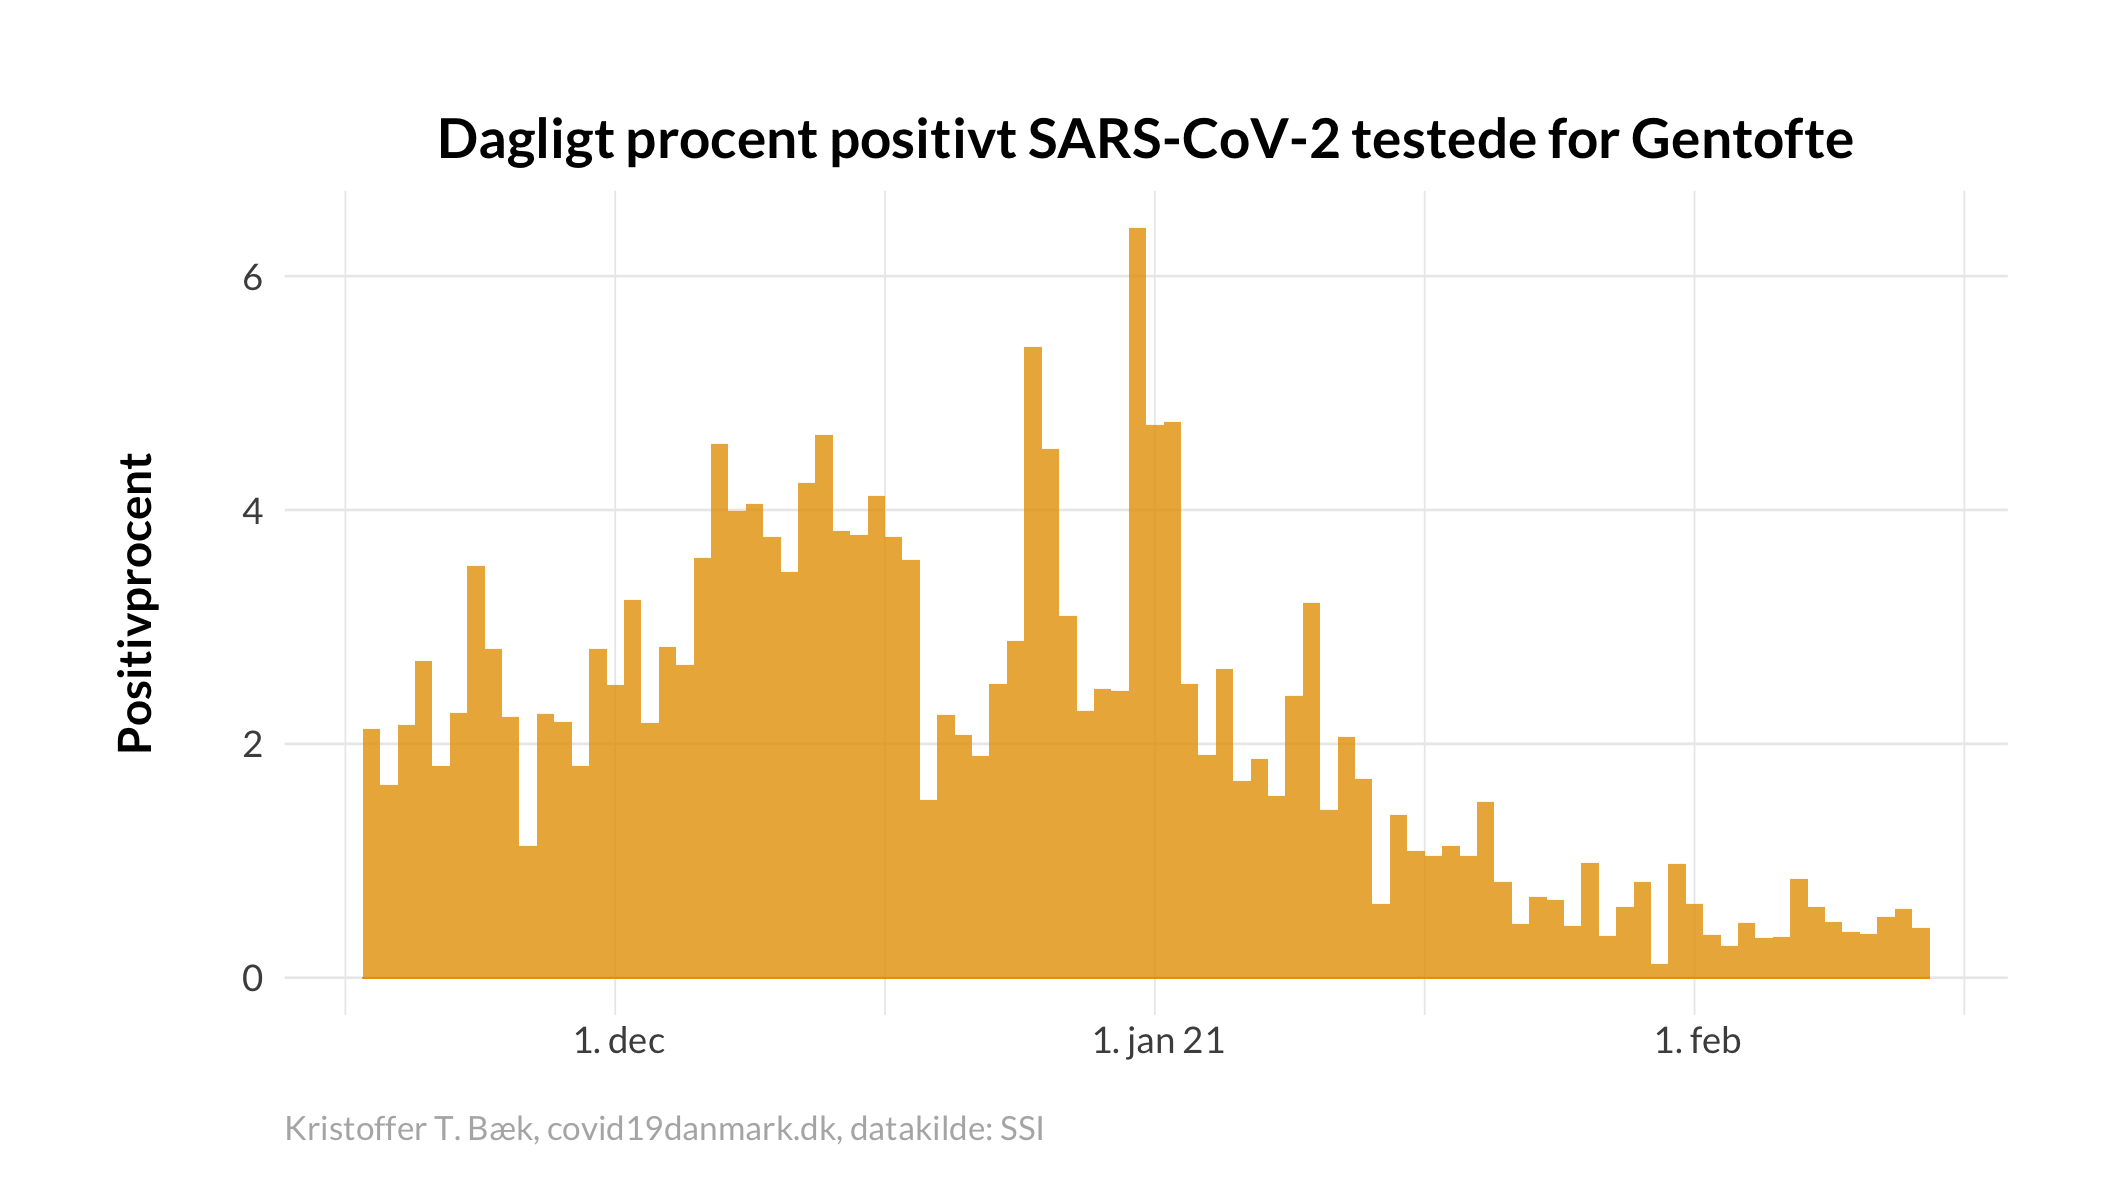 Dagligt procent positivt SARS-CoV-2 testede for Gentofte
Positivprocent
6
4
2
0
1. dec
1. jan 21
1. feb
Kristoffer T. Bæk, covid19danmark.dk, datakilde: SSI